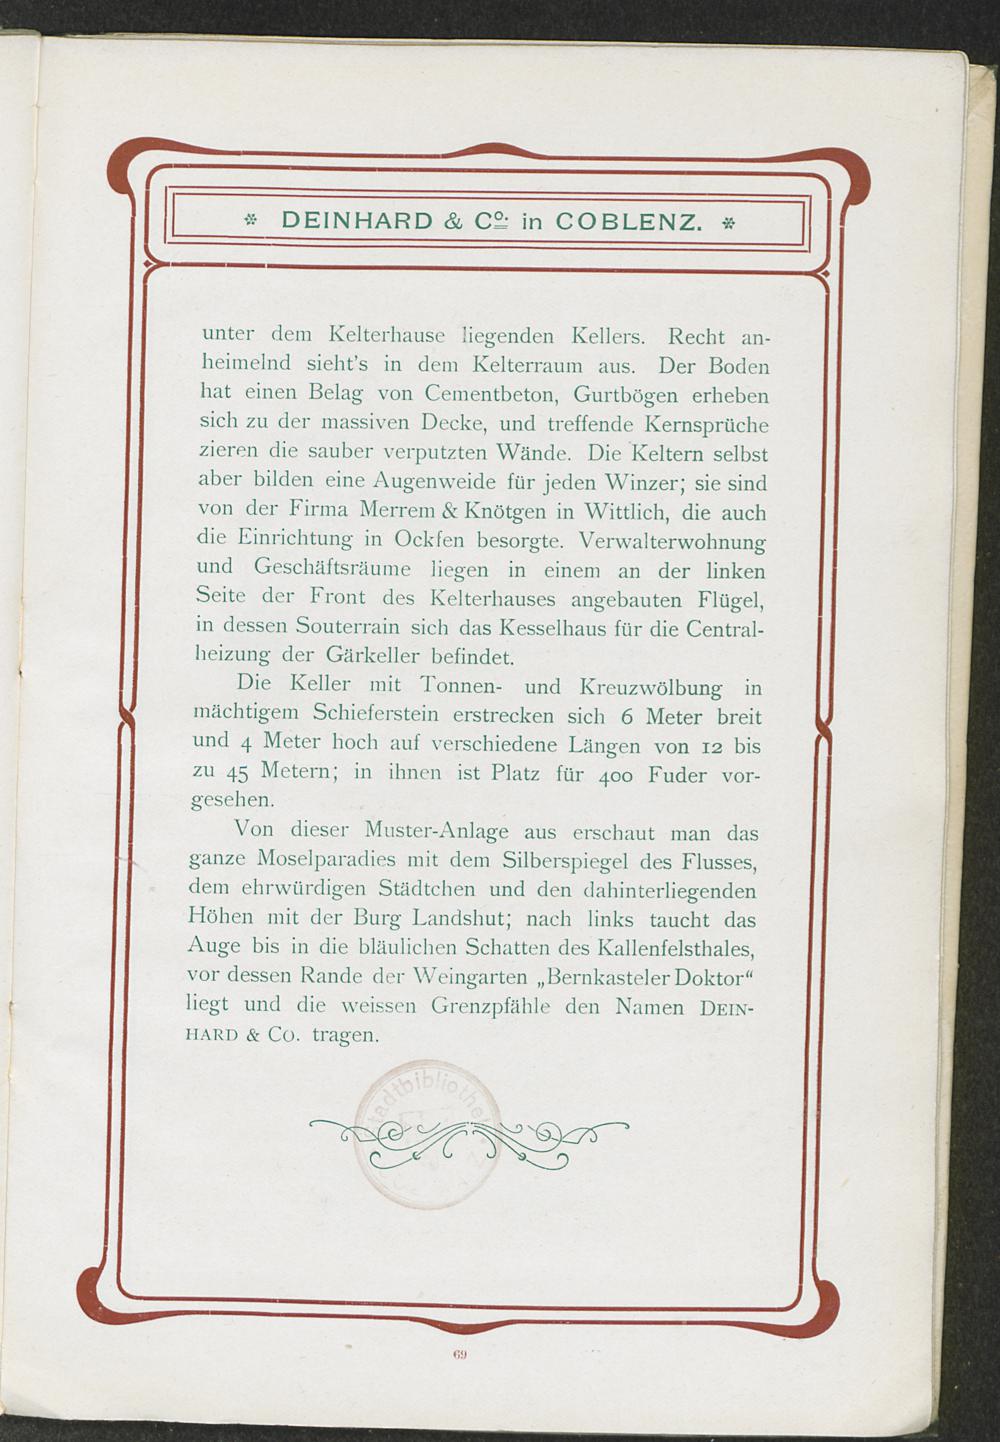 * DEINHARD & Co. in COBLENZ. *
unter dem Kelterhause liegenden Kellers. Recht an-
heimelnd sieht's in dem Kelterraum aus. Der Boden
hat einen Belag von Cementbeton, Gurtbögen erheben
sich zu der massiven Decke, und treffende Kernsprüche
zieren die sauber verputzten Wände. Die Keltern selbst
aber bilden eine Augenweide für jeden Winzer; sie sind
von der Firma Merrem & Knötgen in Wittlich, die auch
die Einrichtung in Ockfen besorgte. Verwalterwohnung
und Geschäftsräume liegen in einem an der linken
Seite der Front des Kelterhauses angebauten Flügel,
in dessen Souterrain sich das Kesselhaus für die Central-
heizung der Gärkeller befindet.
Die Keller mit Tonnen- und Kreuzwölbung in
mächtigem Schieferstein erstrecken sich 6 Meter breit
und 4 Meter hoch auf verschiedene Längen von 12 bis
zu 45 Metern; in ihnen ist Platz für 400 Fuder vor-
gesehen.
Von dieser Muster-Anlage aus erschaut man das
ganze Moselparadies mit dem Silberspiegel des Flusses,
dem ehrwürdigen Städtchen und den dahinterliegenden
Höhen mit der Burg Landshut; nach links taucht das
Auge bis in die bläulichen Schatten des Kallenfelsthales,
vor dessen Rande der Weingarten „Bernkasteler Doktor“
liegt und die weissen Grenzpfähle den Namen DEIN-
HARD & CO. tragen.
69